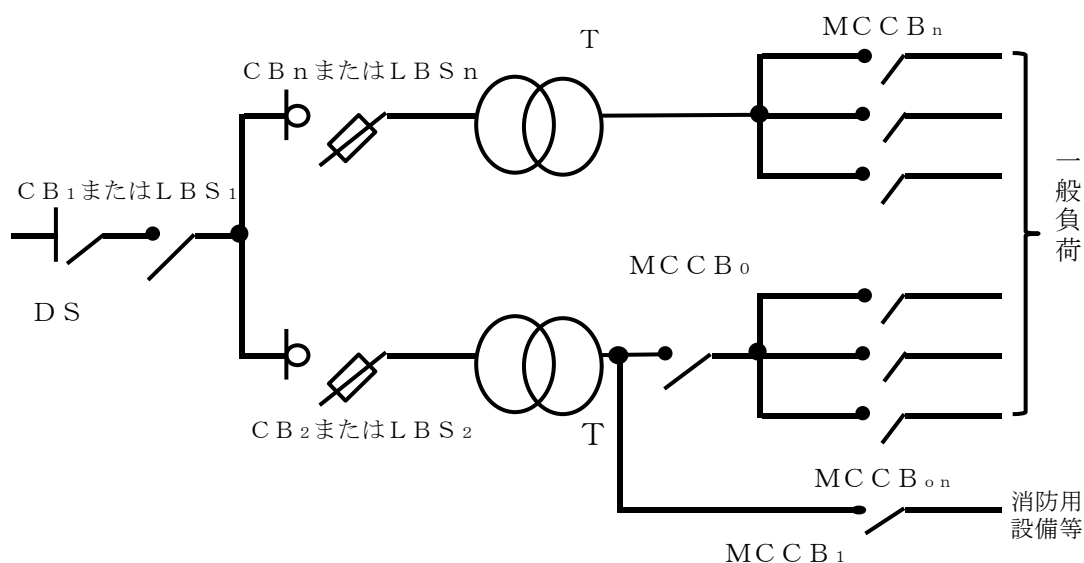 ＭＣＣＢｎ
Ｔ
ＣＢｎまたはＬＢＳｎ
ＣＢ₁またはＬＢＳ₁
一般負荷
ＭＣＣＢ₀
ＤＳ
ＣＢ₂またはＬＢＳ₂
Ｔ
ＭＣＣＢｏｎ
消防用
設備等
ＭＣＣＢ₁